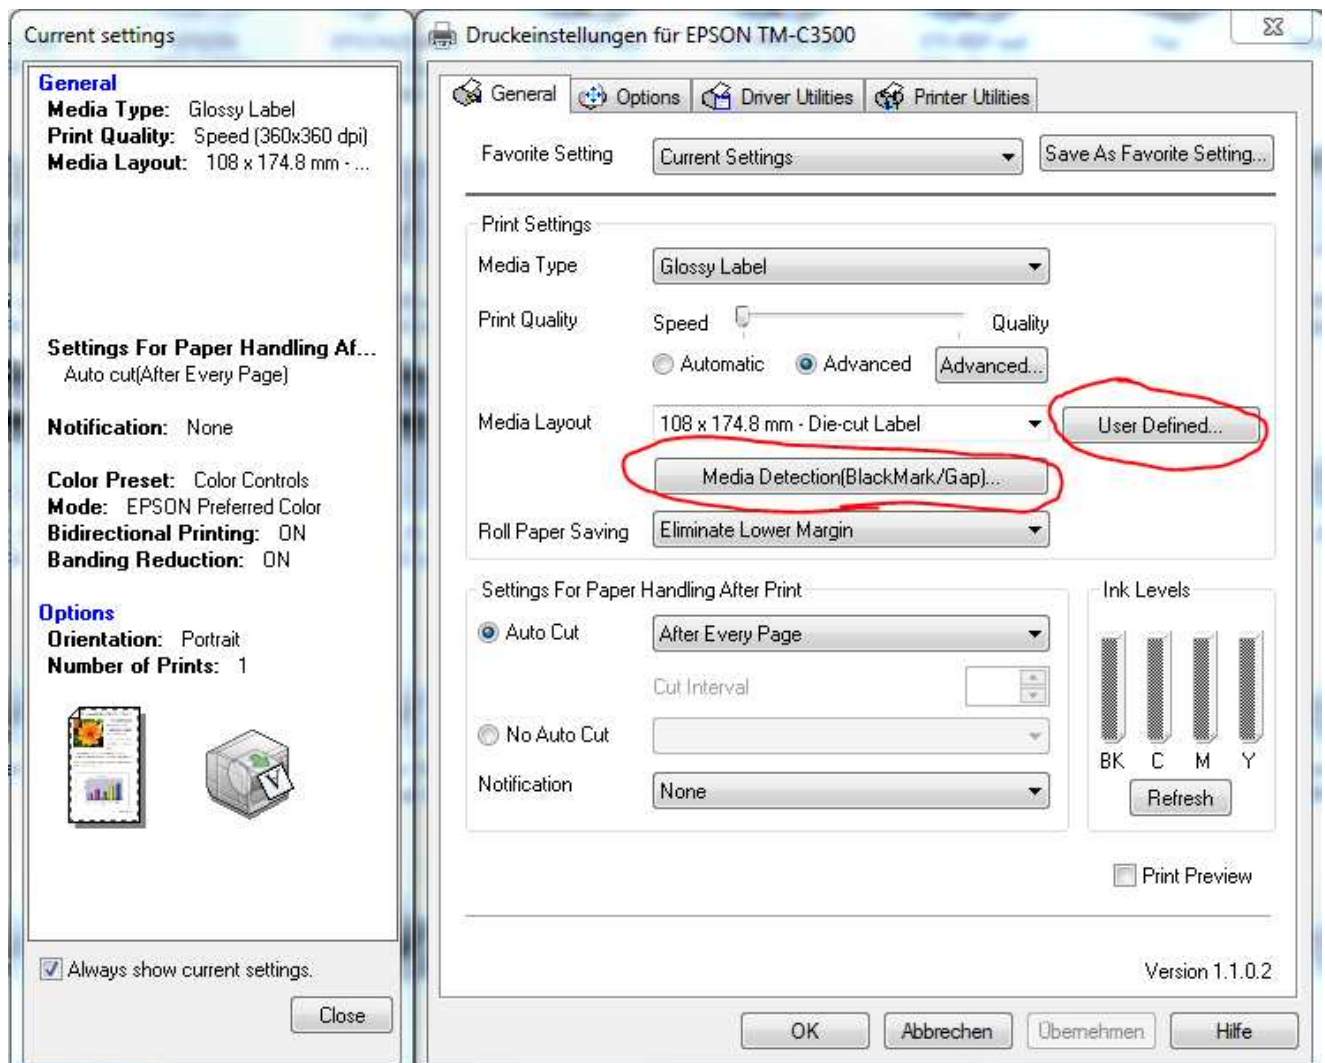 Current settings
General
Media Type: Glossy Label
Print Quality: Speed (360x360 dpi)
Media Layout: 108 x 174.8 mm - ...
Settings For Paper Handling Af...
Auto cut(After Every Page)
Notification: None
Color Preset: Color Controls
Mode: EPSON Preferred Color
Bidirectional Printing: ON
Banding Reduction: ON
Options
Orientation: Portrait
Number of Prints: 1
Always show current settings.
Close
Druckeinstellungen für EPSON TM-C3500
General Options Driver Utilities Printer Utilities
Favorite Setting Current Settings Save As Favorite Setting...
Print Settings
Media Type Glossy Label
Print Quality Speed Quality
Automatic Advanced Advanced...
Media Layout 108 x 174.8 mm - Die-cut Label User Defined...
Media Detection(BlackMark/Gap)...
Roll Paper Saving Eliminate Lower Margin
Settings For Paper Handling After Print
Auto Cut After Every Page
Cut Interval
No Auto Cut
Notification None
Ink Levels
BK C M Y
Refresh
Print Preview
Version 1.1.0.2
OK Abbrechen Übernehmen Hilfe